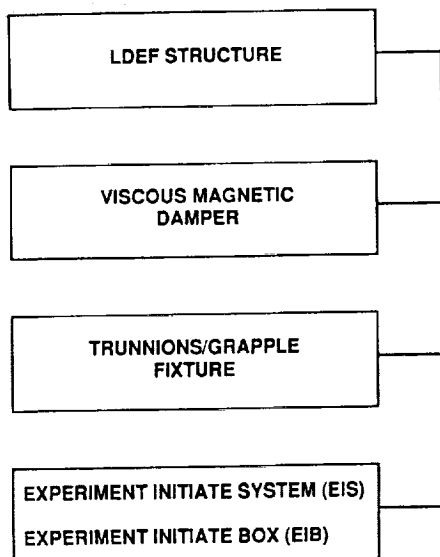 LDEF STRUCTURE
VISCOUS MAGNETIC
DAMPER
TRUNNIONS/GRAPPLE
FIXTURE
EXPERIMENT INITIATE SYSTEM (EIS)
EXPERIMENT INITIATE BOX (EIB)